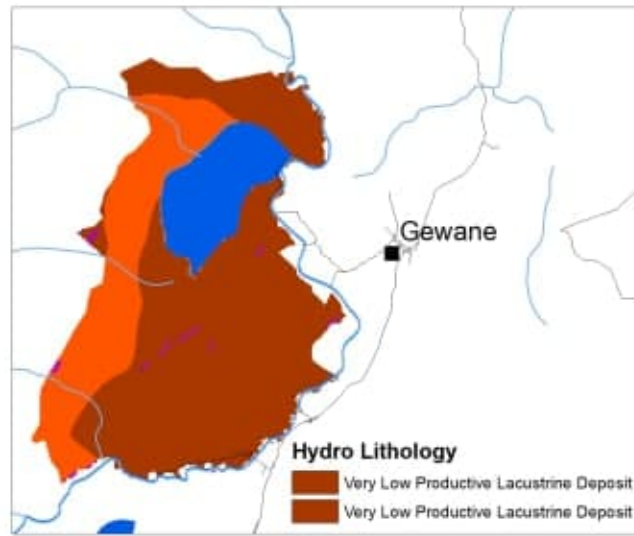 Gewane
Hydro Lithology
Very Low Productive Lacustrine Deposit
Very Low Productive Lacustrine Deposit